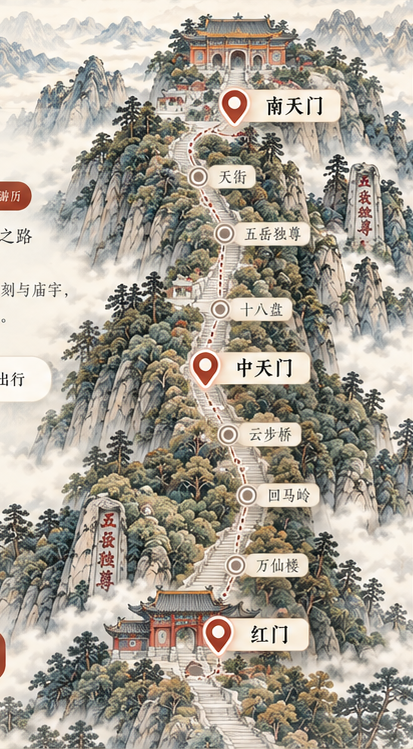 南天门
天街
五岳独尊
游历
五岳独尊
之路
刻与庙宇，
。
十八盘
中天门
出行
云步桥
回马岭
五岳独尊
万仙楼
红门